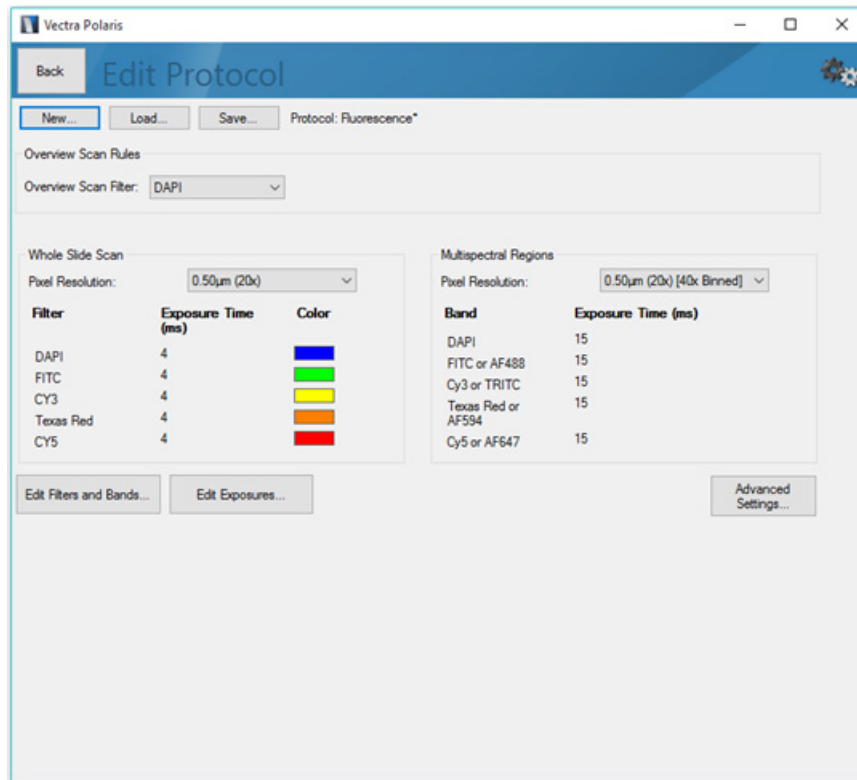 Vectra Polaris
Back
Edit Protocol
New...
Load...
Save...
Protocol: Fluorescence*
Overview Scan Rules
Overview Scan Filter:
DAPI
Whole Slide Scan
Pixel Resolution:
0.50µm (20x)
Filter
Exposure Time
(ms)
Color
DAPI
4
FITC
4
CY3
4
Texas Red
4
CY5
4
Multispectral Regions
Pixel Resolution:
0.50µm (20x) [40x Binned]
Band
Exposure Time (ms)
DAPI
15
FITC or AF488
15
Cy3 or TRITC
15
Texas Red or
AF594
15
Cy5 or AF647
15
Edit Filters and Bands...
Edit Exposures...
Advanced
Settings...